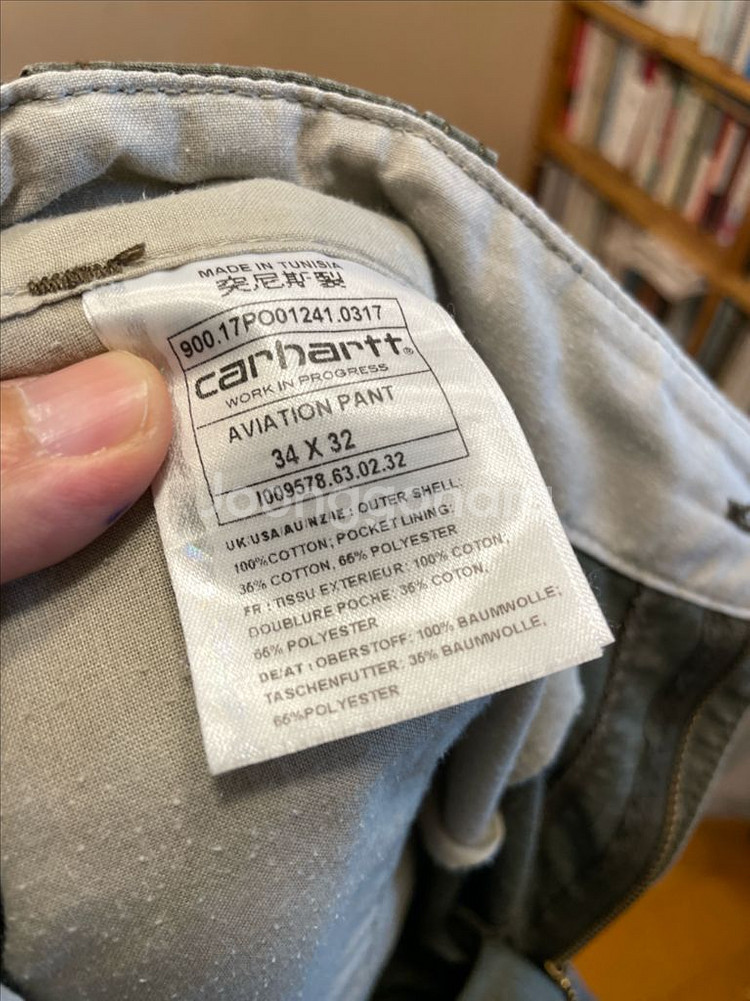 MADE IN TUNISIA
突尼斯製
900.17PO01241.0317
carhartt®
WORK IN PROGRESS
AVIATION PANT
34 X 32
I009578.63.02.32
UK/USA/AU/NZ/IE : OUTER SHELL:
100%COTTON; POCKET LINING:
35% COTTON, 65% POLYESTER
FR : TISSU EXTERIEUR: 100% COTON;
DOUBLURE POCHE: 35% COTON,
65% POLYESTER
DE/AT : OBERSTOFF: 100% BAUMWOLLE;
TASCHENFUTTER: 35% BAUMWOLLE,
65%POLYESTER